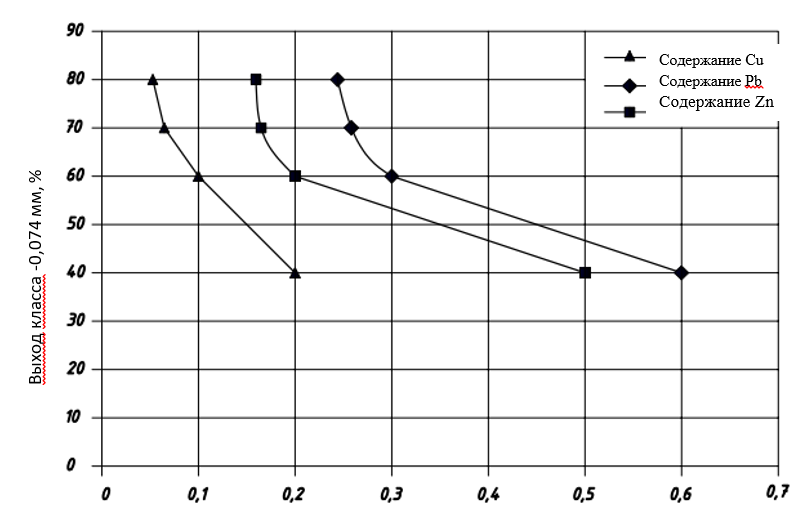 90
80
70
60
50
40
30
20
10
0
Выход класса -0,074 мм, %
Содержание Cu
Содержание Pb
Содержание Zn
0 0,1 0,2 0,3 0,4 0,5 0,6 0,7